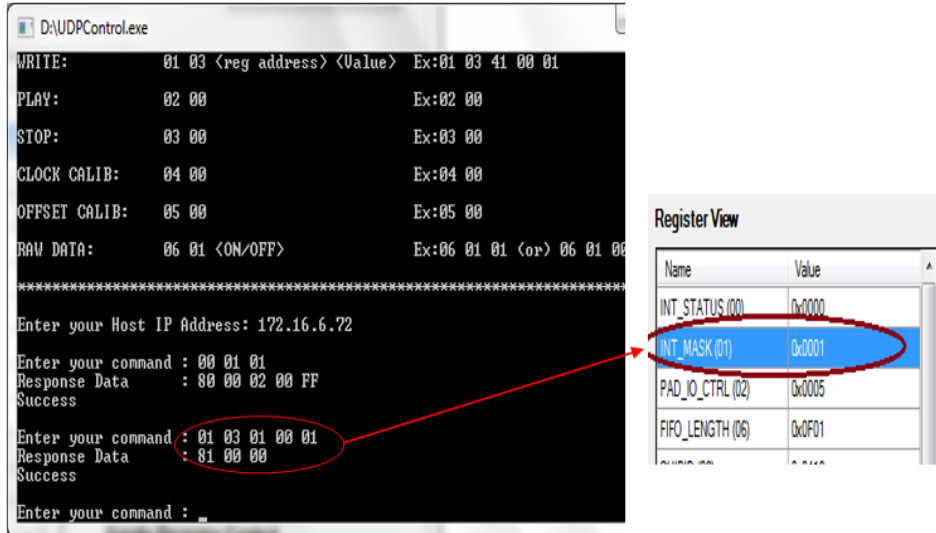 D:\UDPControl.exe
WRITE: 01 03 <reg address> <Value> Ex:01 03 41 00 01
PLAY: 02 00 Ex:02 00
STOP: 03 00 Ex:03 00
CLOCK CALIB: 04 00 Ex:04 00
OFFSET CALIB: 05 00 Ex:05 00
RAW DATA: 06 01 <ON/OFF> Ex:06 01 01 (or) 06 01 00
*******************************************************************************
Enter your Host IP Address: 172.16.6.72
Enter your command : 00 01 01
Response Data : 80 00 02 00 FF
Success
Enter your command : 01 03 01 00 01
Response Data : 81 00 00
Success
Enter your command : _
Register View
Name Value
INT_STATUS (00) 0x0000
INT_MASK (01) 0x0001
PAD_IO_CTRL (02) 0x0005
FIFO_LENGTH (06) 0x0F01